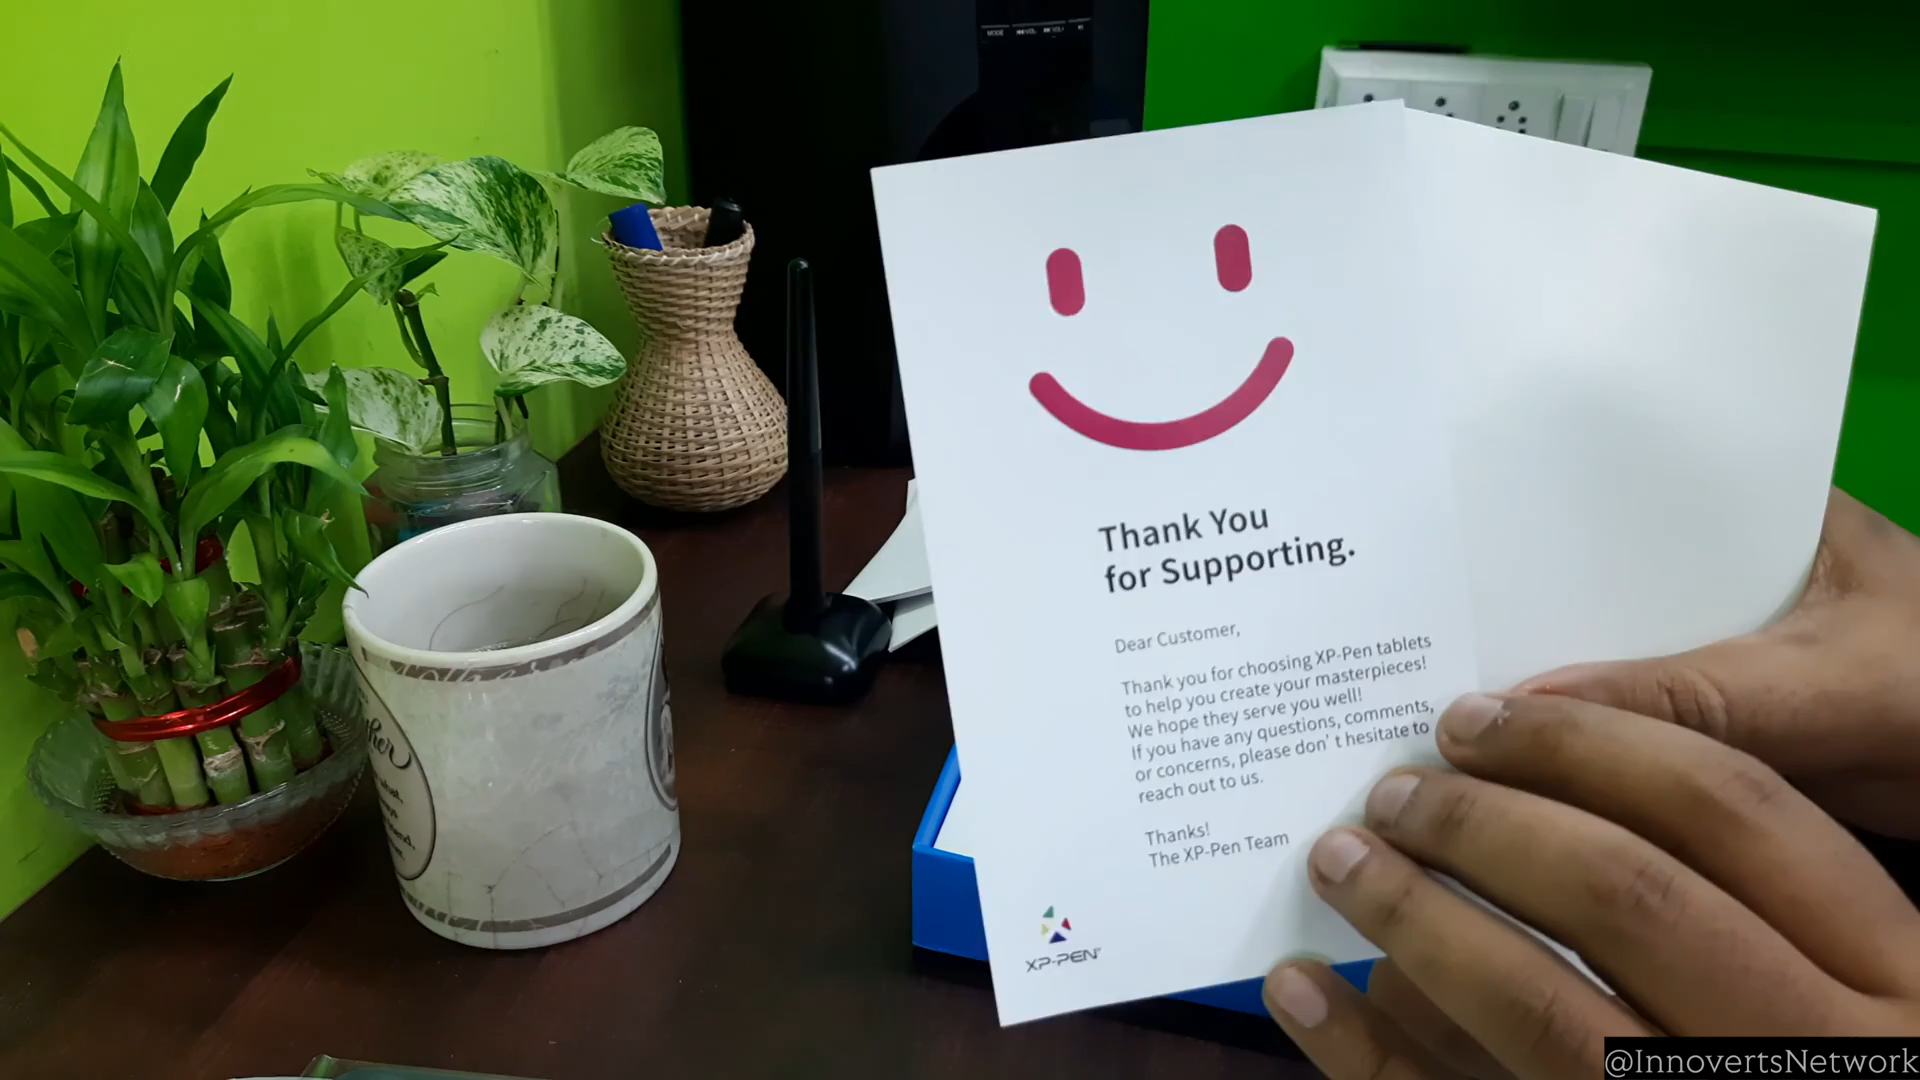 MODE
Thank You
for Supporting.
Dear Customer,
Thank you for choosing XP-Pen tablets
to help you create your masterpieces!
We hope they serve you well!
If you have any questions, comments,
or concerns, please don' t hesitate to
reach out to us.
Thanks!
The XP-Pen Team
XP-PEN
@InnovertsNetwork